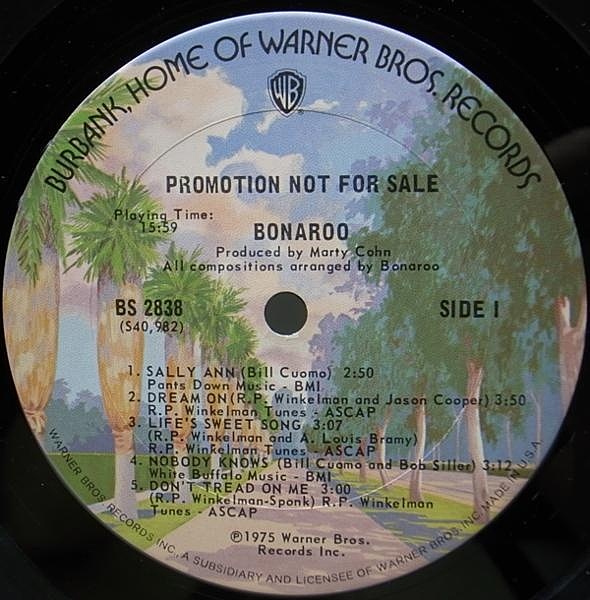 BURBANK, HOME OF WARNER BROS. RECORDS
WB
PROMOTION NOT FOR SALE
Playing Time:
15:59
BONAROO
Produced by Marty Cohn
All compositions arranged by Bonaroo
BS 2838
(S40,982)
SIDE 1
1. SALLY ANN (Bill Cuomo) 2:50
Pants Down Music - BMI
2. DREAM ON (R.P. Winkelman and Jason Cooper) 3:50
R.P. Winkelman Tunes - ASCAP
3. LIFE'S SWEET SONG 3:07
(R.P. Winkelman and A. Louis Bramy)
R.P. Winkelman Tunes - ASCAP
4. NOBODY KNOWS (Bill Cuomo and Bob Siller) 3:12
White Buffalo Music - BMI
5. DON'T TREAD ON ME 3:00
(R.P. Winkelman-Sponk) R.P. Winkelman
Tunes - ASCAP
℗1975 Warner Bros.
Records Inc.
WARNER BROS. RECORDS INC., A SUBSIDIARY AND LICENSEE OF WARNER BROS. INC. MADE IN U.S.A.